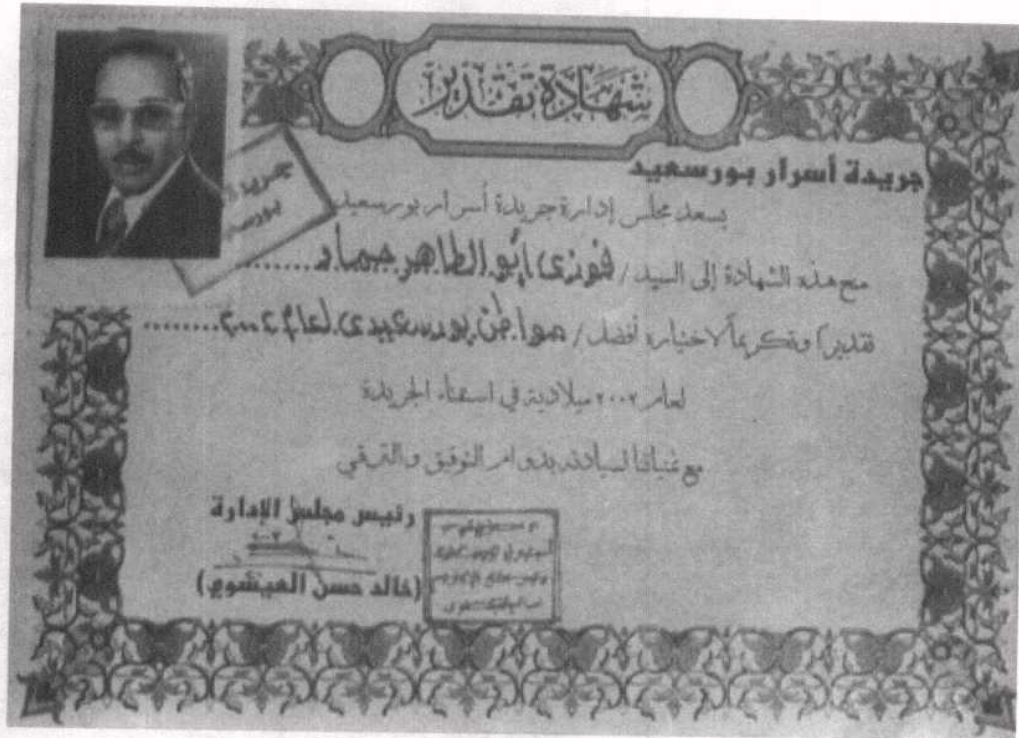 شهادة تقدير
جريدة أسرار بورسعيد
يسعد مجلس إدارة جريدة أسرار بورسعيد
منح هذه الشهادة إلى السيد / فوزى أبو الطاهر جماد ........
تقديرا وتكريماً لاختياره أفضل / مواطن بورسعيدى لعام ٢٠٠٢ ........
لعام ٢٠٠٢ ميلادية في استفتاء الجريدة
مع تمنياتنا لسيادته بدوام التوفيق والترقي
رئيس مجلس الإدارة
(خالد حسن العيشوي)